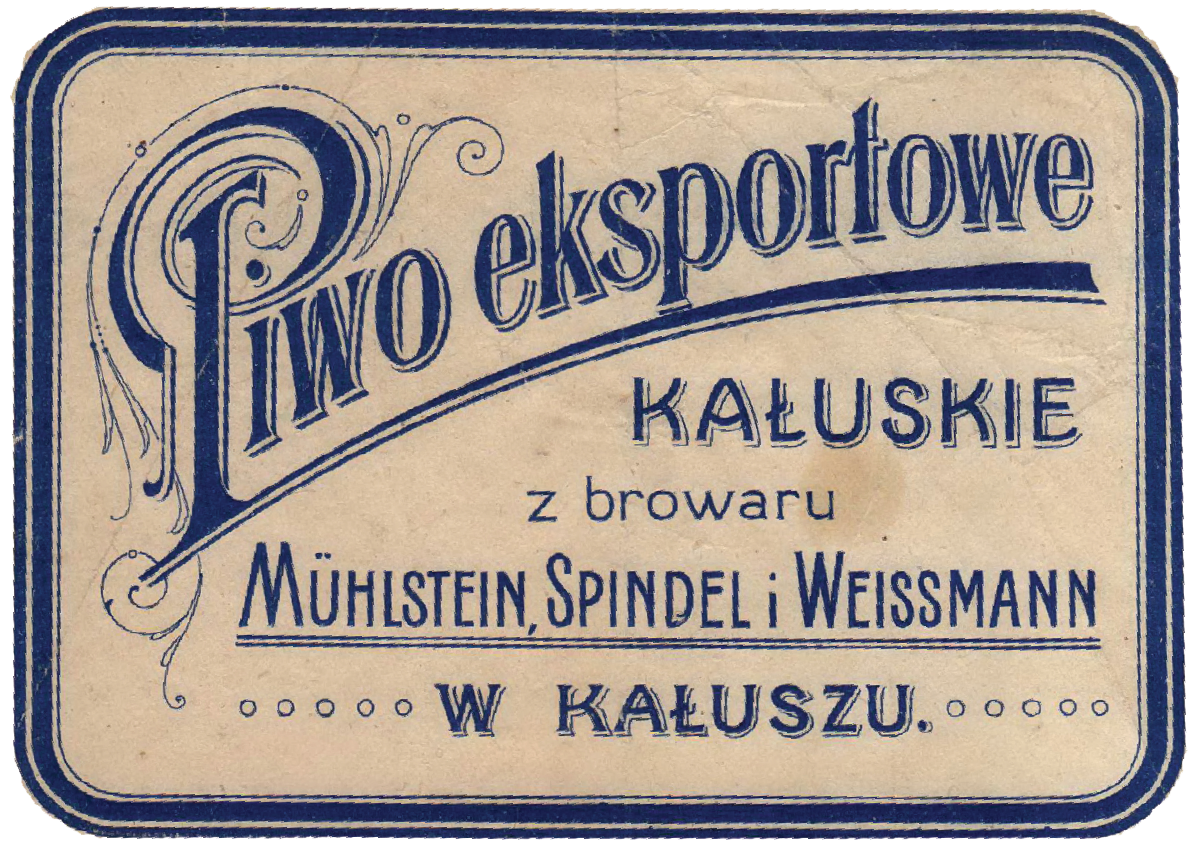 Piwo eksportowe
KAŁUSKIE
z browaru
MÜHLSTEIN, SPINDEL i WEISSMANN
W KAŁUSZU.